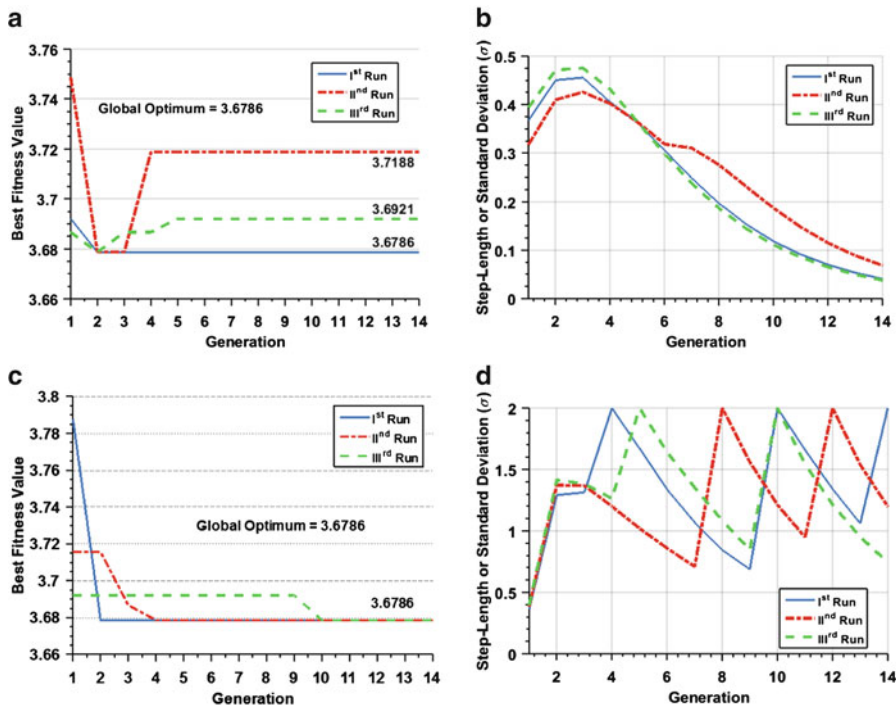 a
3.76
3.74
3.72
3.7
3.68
3.66
Best Fitness Value
Global Optimum = 3.6786
Ist Run
IInd Run
IIIrd Run
3.7188
3.6921
3.6786
1 2 3 4 5 6 7 8 9 10 11 12 13 14
Generation
b
0.5
0.4
0.3
0.2
0.1
0
Step-Length or Standard Deviation (σ)
Ist Run
IInd Run
IIIrd Run
2 4 6 8 10 12 14
Generation
c
3.8
3.78
3.76
3.74
3.72
3.7
3.68
3.66
Best Fitness Value
Ist Run
IInd Run
IIIrd Run
Global Optimum = 3.6786
3.6786
1 2 3 4 5 6 7 8 9 10 11 12 13 14
Generation
d
2
1.5
1
0.5
0
Step-Length or Standard Deviation (σ)
Ist Run
IInd Run
IIIrd Run
2 4 6 8 10 12 14
Generation